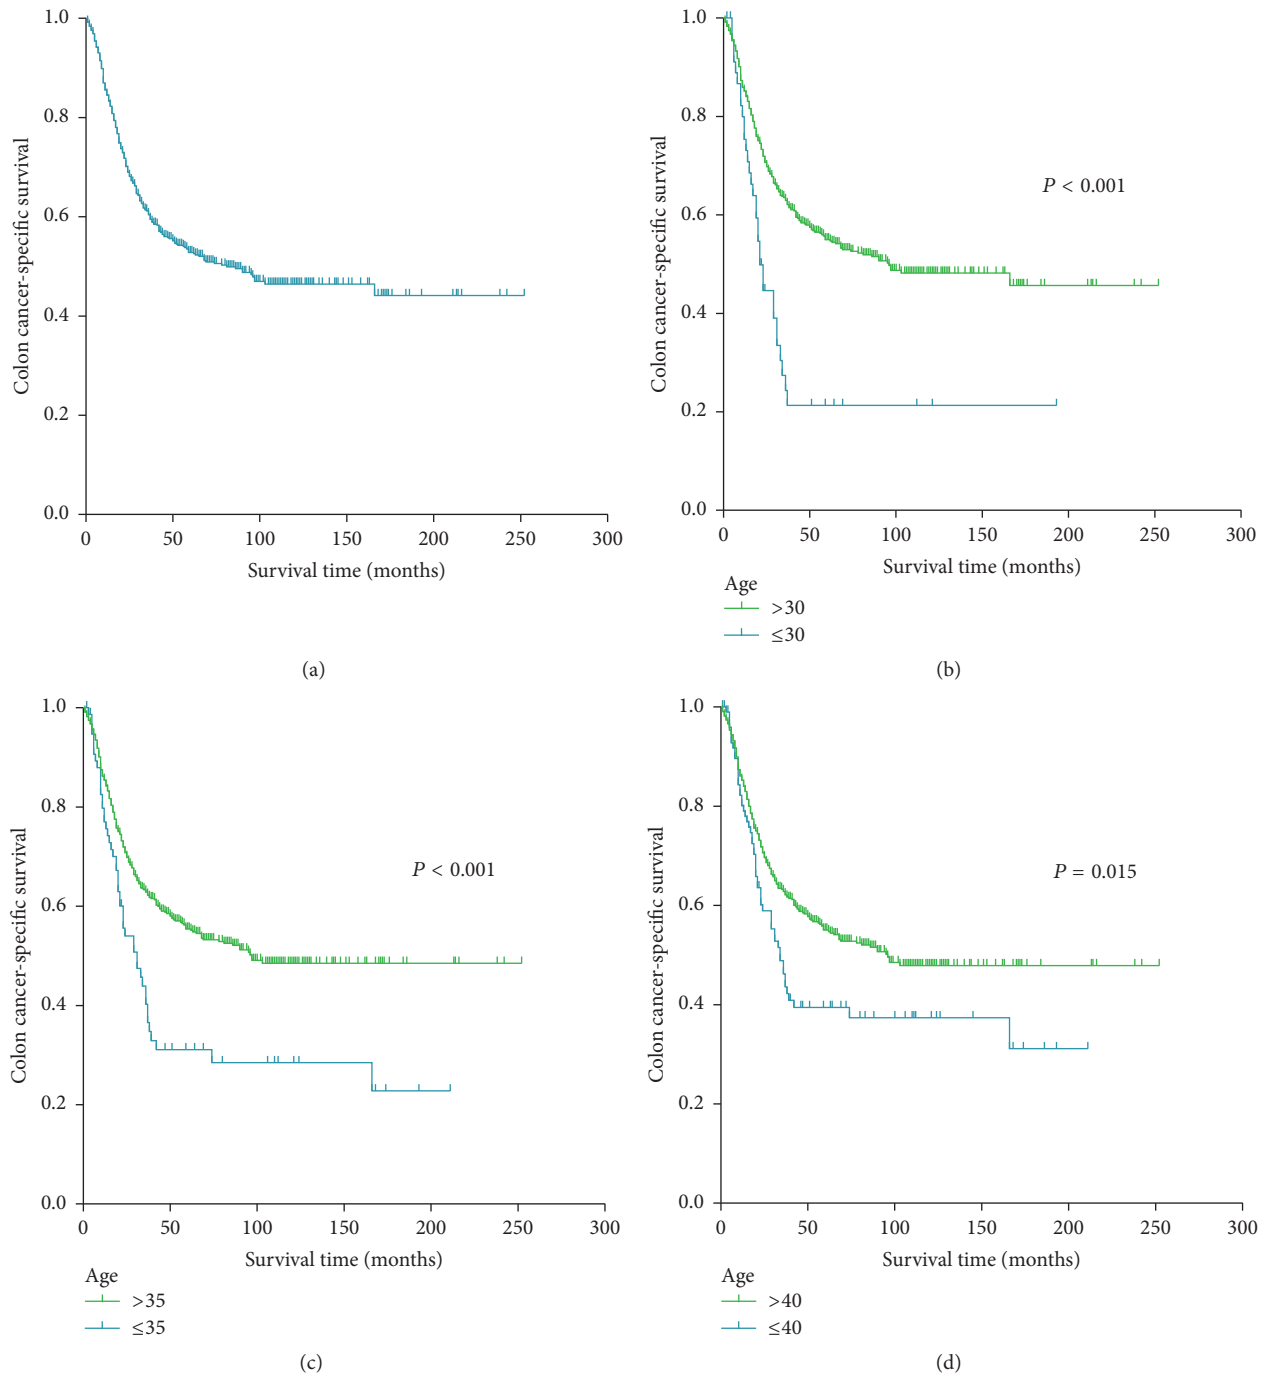 1.0
0.8
0.6
0.4
0.2
0.0
Colon cancer-specific survival
0 50 100 150 200 250 300
Survival time (months)
(a)
1.0
0.8
0.6
0.4
0.2
0.0
Colon cancer-specific survival
P < 0.001
0 50 100 150 200 250 300
Survival time (months)
Age
>30
≤30
(b)
1.0
0.8
0.6
0.4
0.2
0.0
Colon cancer-specific survival
P < 0.001
0 50 100 150 200 250 300
Survival time (months)
Age
>35
≤35
(c)
1.0
0.8
0.6
0.4
0.2
0.0
Colon cancer-specific survival
P = 0.015
0 50 100 150 200 250 300
Survival time (months)
Age
>40
≤40
(d)